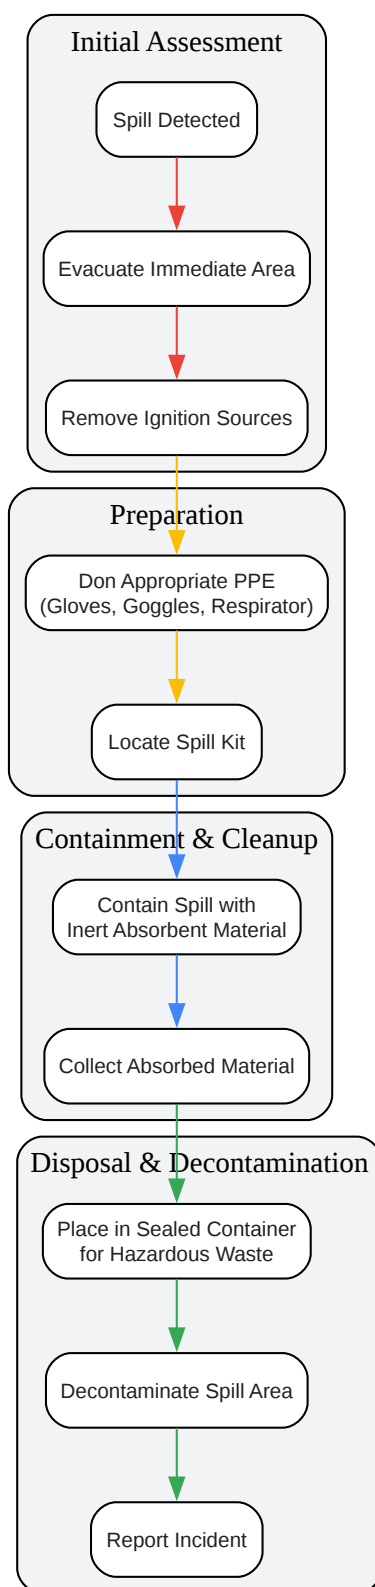 Initial Assessment
Spill Detected
Evacuate Immediate Area
Remove Ignition Sources
Preparation
Don Appropriate PPE
(Gloves, Goggles, Respirator)
Locate Spill Kit
Containment & Cleanup
Contain Spill with
Inert Absorbent Material
Collect Absorbed Material
Disposal & Decontamination
Place in Sealed Container
for Hazardous Waste
Decontaminate Spill Area
Report Incident